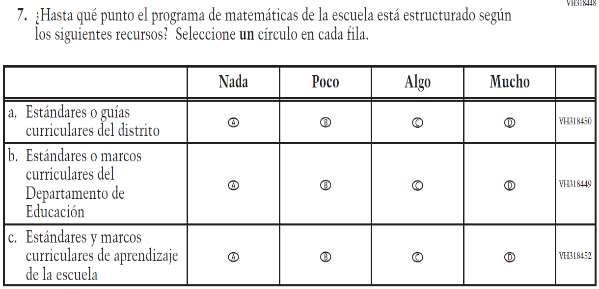 VH318448
7. ¿Hasta qué punto el programa de matemáticas de la escuela está estructurado según
los siguientes recursos? Seleccione un círculo en cada fila.
Nada Poco Algo Mucho
a. Estándares o guías
curriculares del distrito
A B C D VH318450
b. Estándares o marcos
curriculares del
Departamento de
Educación
A B C D VH318449
c. Estándares y marcos
curriculares de aprendizaje
de la escuela
A B C D VH318452